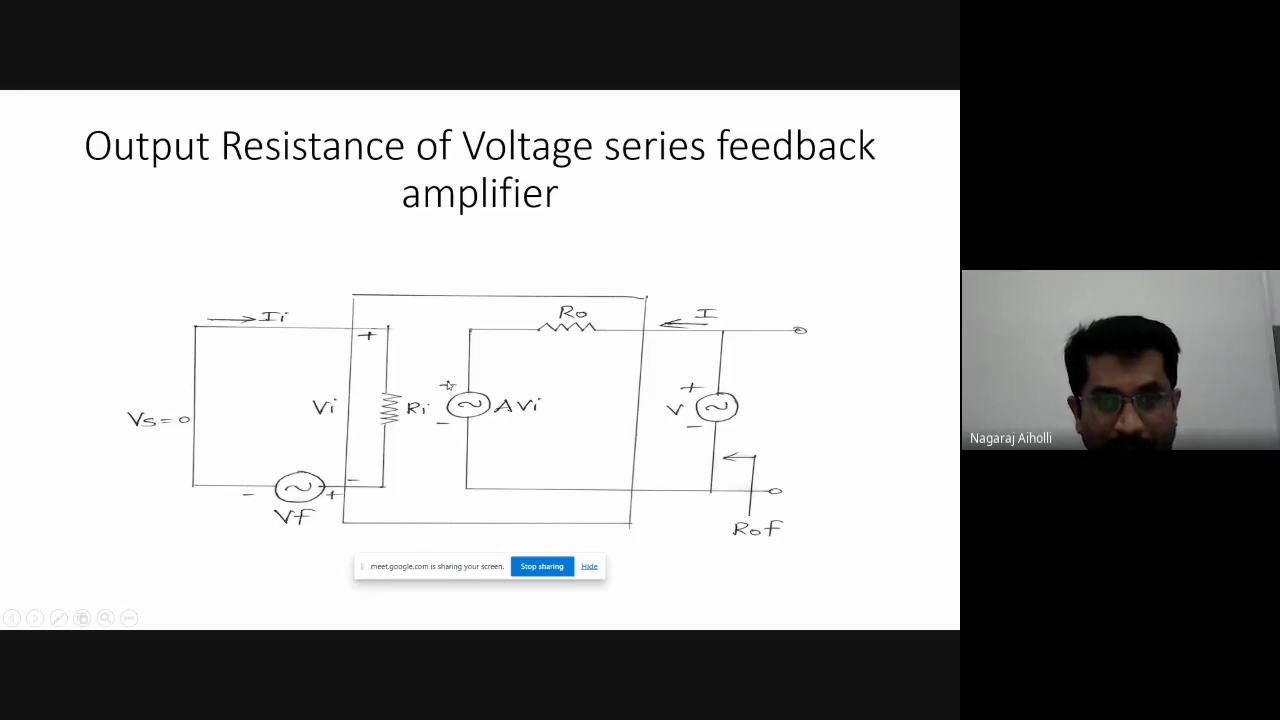 Output Resistance of Voltage series feedback
amplifier
Ii
Ro
I
+
Vs=0
Vi
Ri
+
AVi
-
+
V
-
-
- +
Vf
Rof
meet.google.com is sharing your screen. Stop sharing Hide
Nagaraj Aiholli